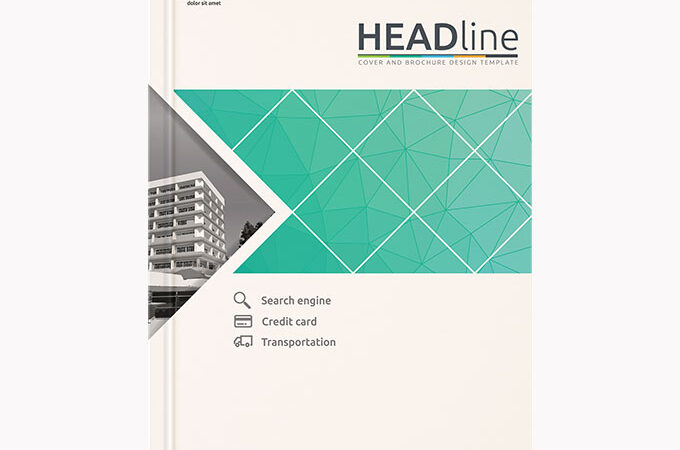 dolor sit amet
HEADline
COVER AND BROCHURE DESIGN TEMPLATE
Search engine
Credit card
Transportation